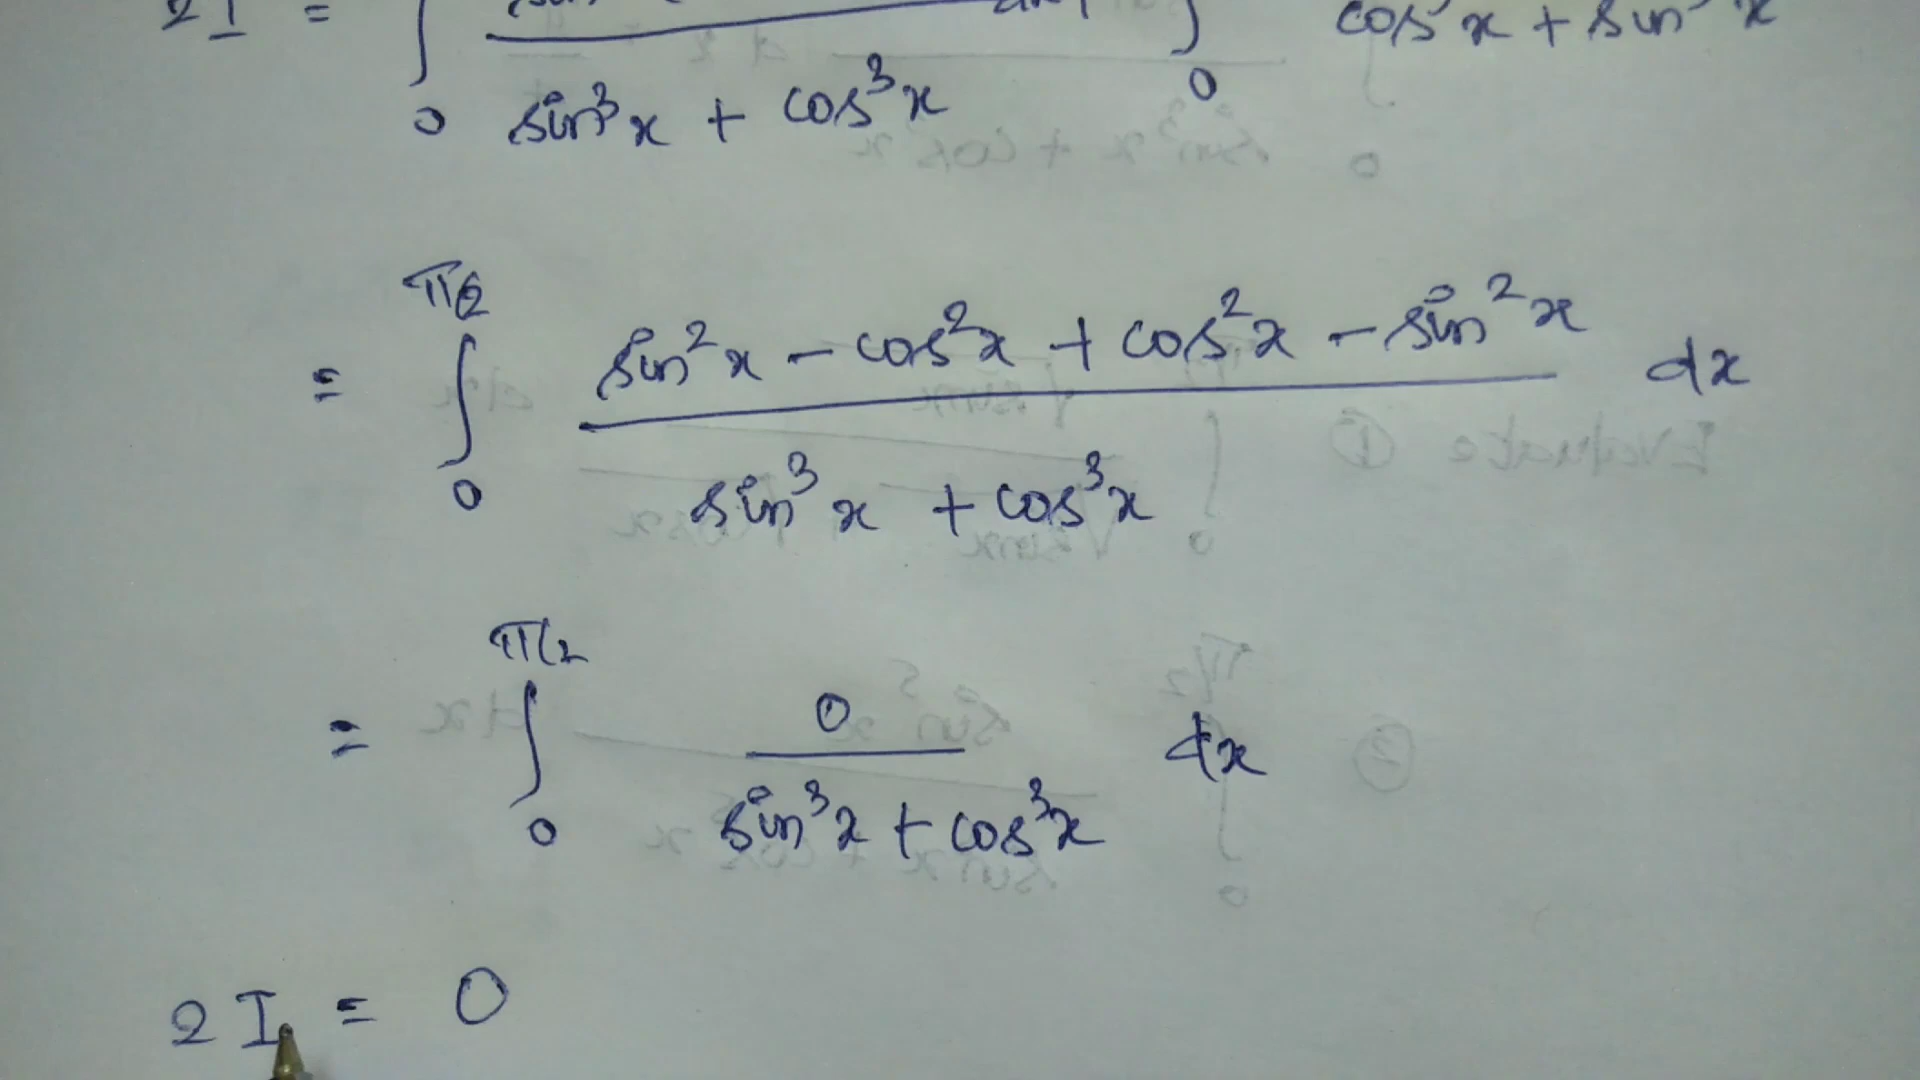 2I = ∫
0 sin³x + cos³x 0 cos³x + sin³x
π/2
= ∫ sin²x - cos²x + cos²x - sin²x dx
0 sin³x + cos³x
π/2
= ∫ 0 dx
0 sin³x + cos³x
2I = 0